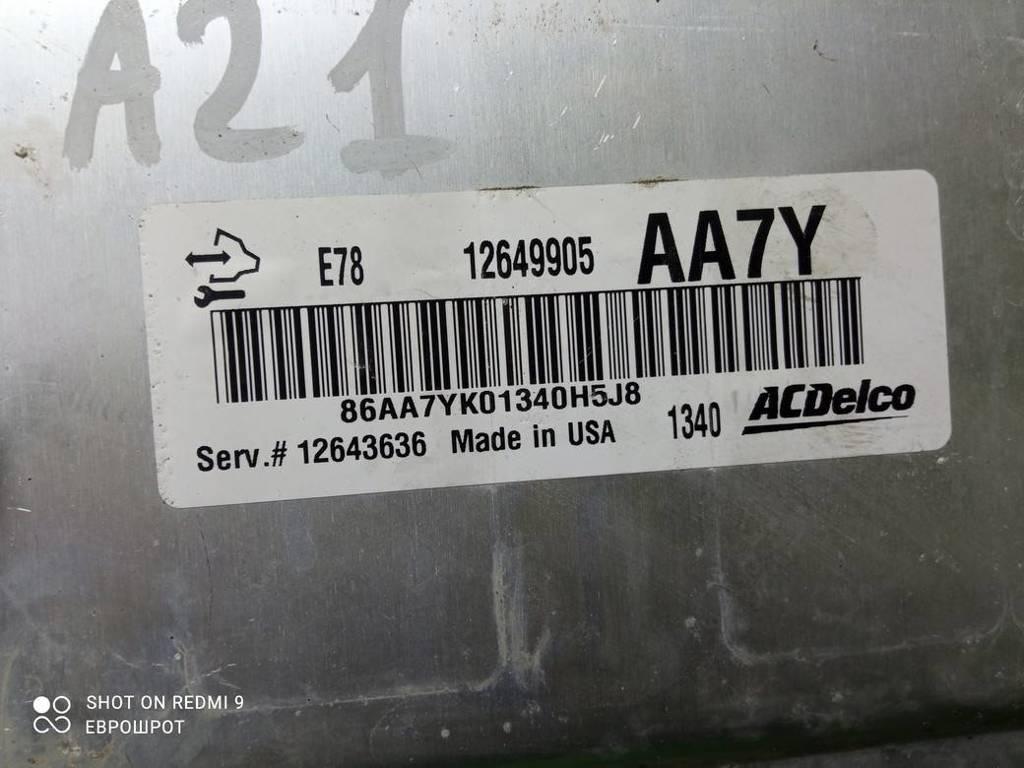 A21
E78 12649905 AA7Y
86AA7YK01340H5J8
Serv.# 12643636 Made in USA 1340 ACDelco
SHOT ON REDMI 9
ЕВРОШРОТ